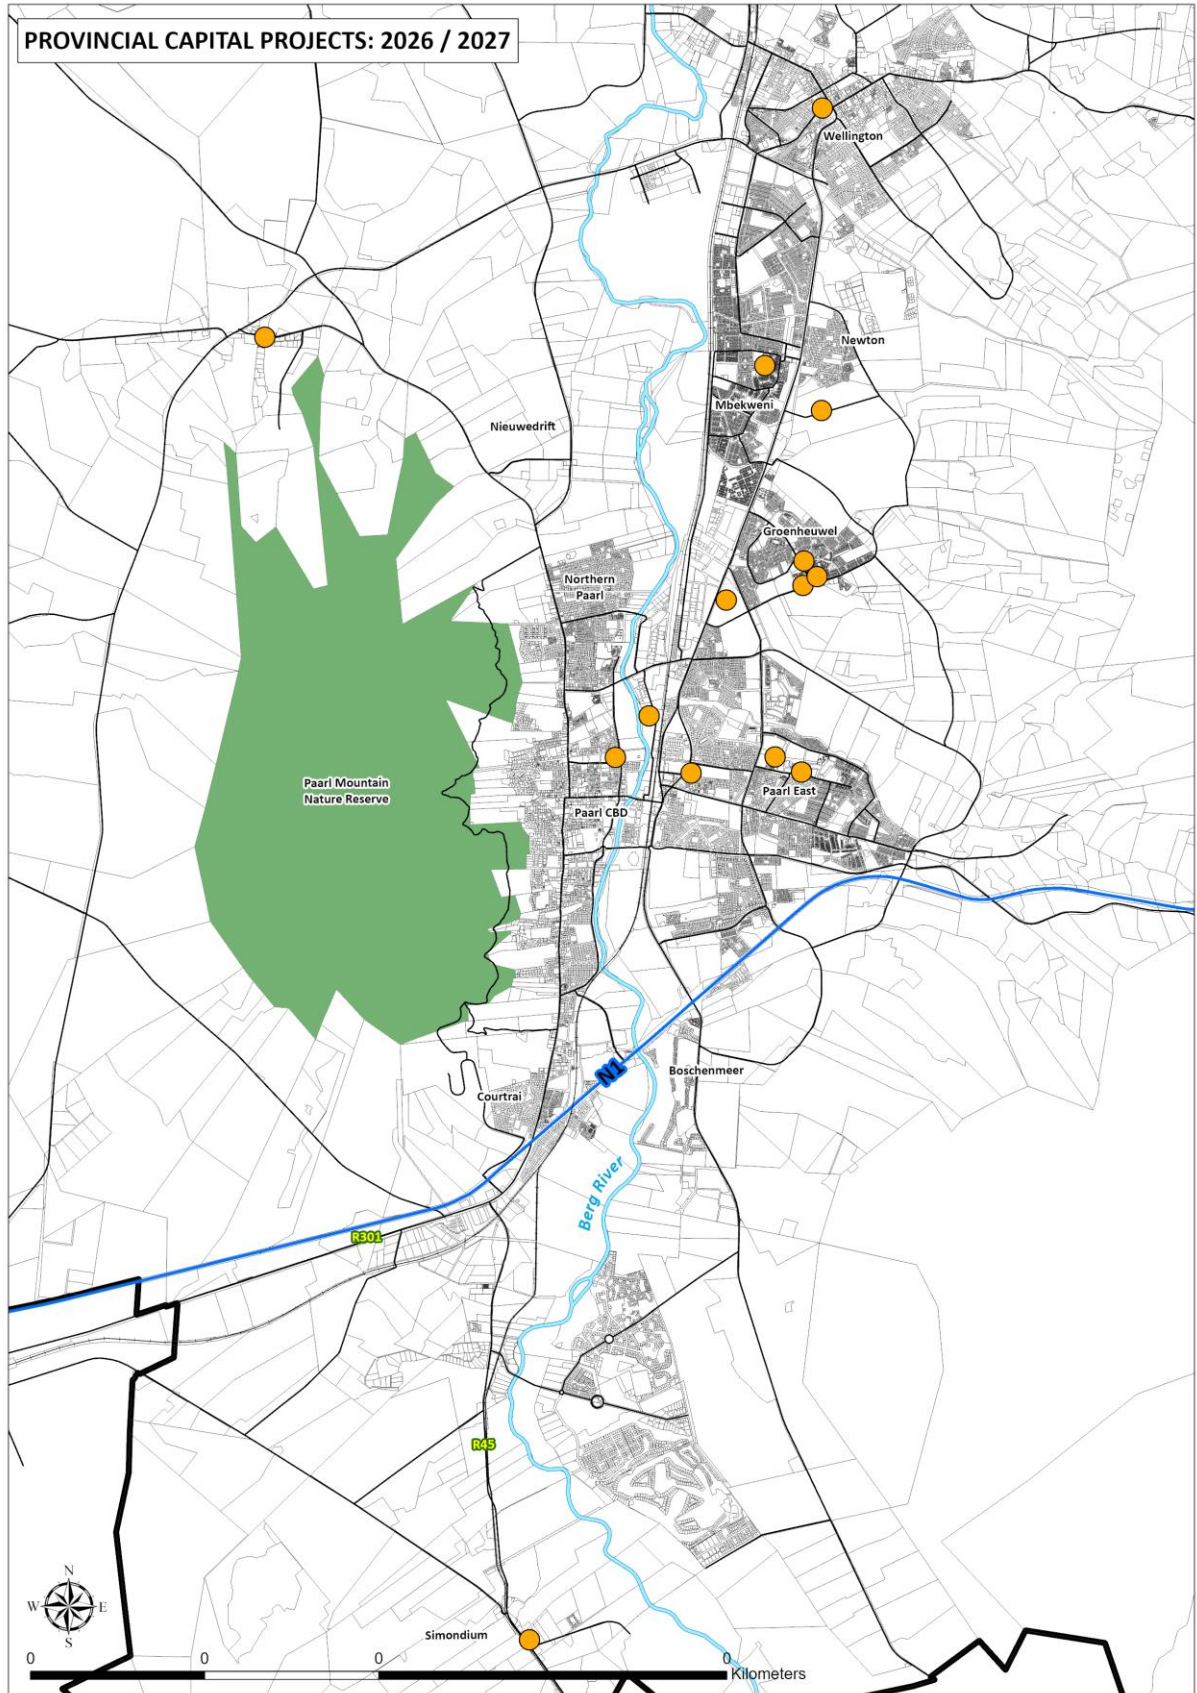 PROVINCIAL CAPITAL PROJECTS: 2026 / 2027
Wellington
Newton
Mbekweni
Nieuwedrift
Groenheuwel
Northern
Paarl
Paarl Mountain
Nature Reserve
Paarl East
Paarl CBD
N1
Boschenmeer
Courtrai
Berg River
R301
R45
N
W E
S
Simondium
0 0 0 0
Kilometers